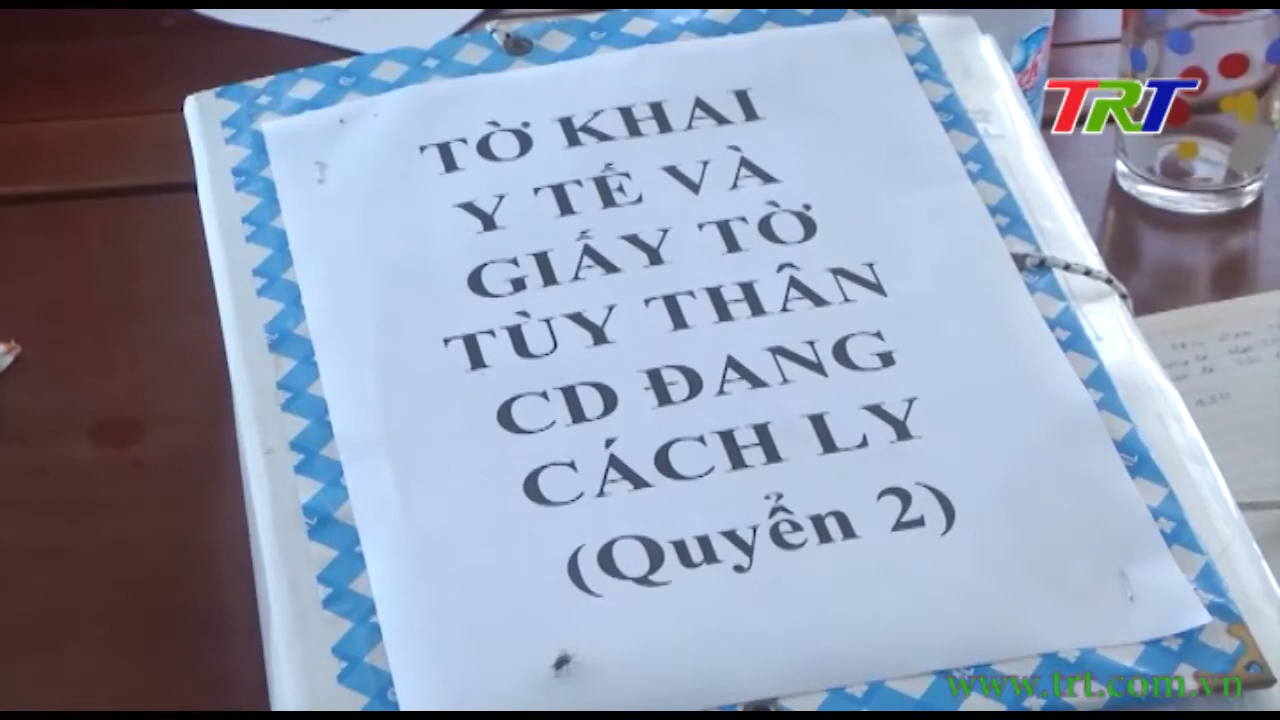 TRT
TỜ KHAI
Y TẾ VÀ
GIẤY TỜ
TÙY THÂN
CD ĐANG
CÁCH LY
(Quyển 2)
www.trt.com.vn